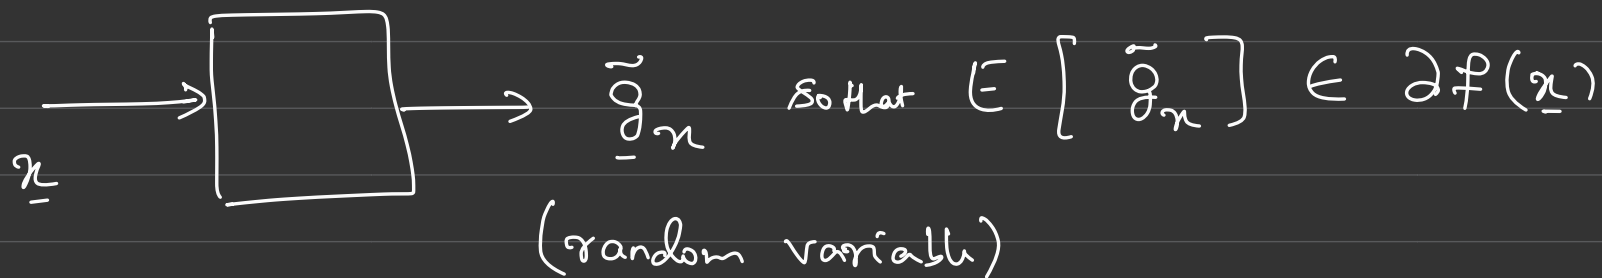 x̲ → □ → g̲̃ₓ so that E [ g̃ₓ ] ∈ ∂f(x̲)
(random variable)